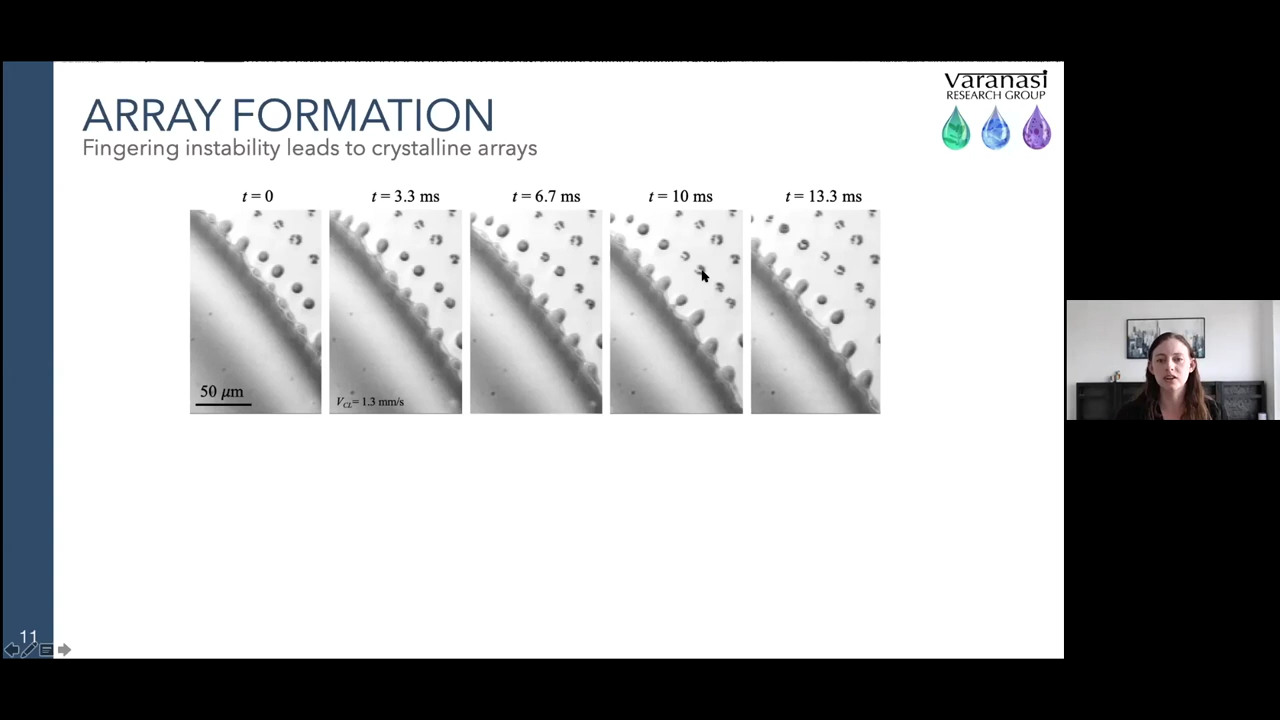 varanasi
RESEARCH GROUP
ARRAY FORMATION
Fingering instability leads to crystalline arrays
t = 0
t = 3.3 ms
t = 6.7 ms
t = 10 ms
t = 13.3 ms
50 μm
V_CL = 1.3 mm/s
11